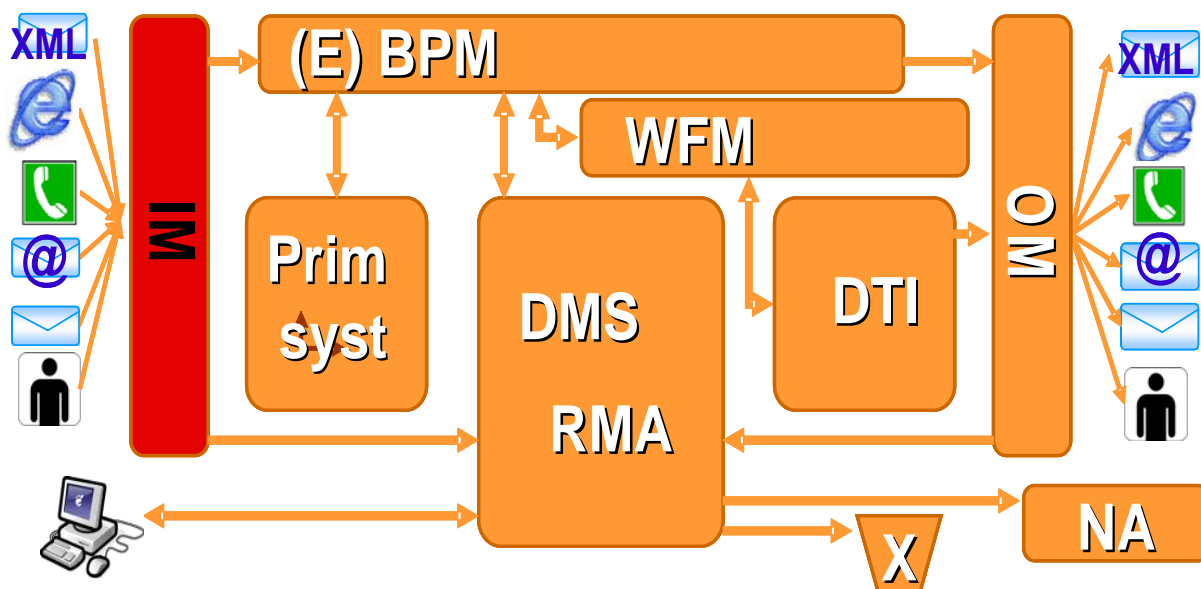 XML
@
IM
(E) BPM
WFM
Prim
syst
DMS
RMA
DTI
OM
XML
@
NA
X